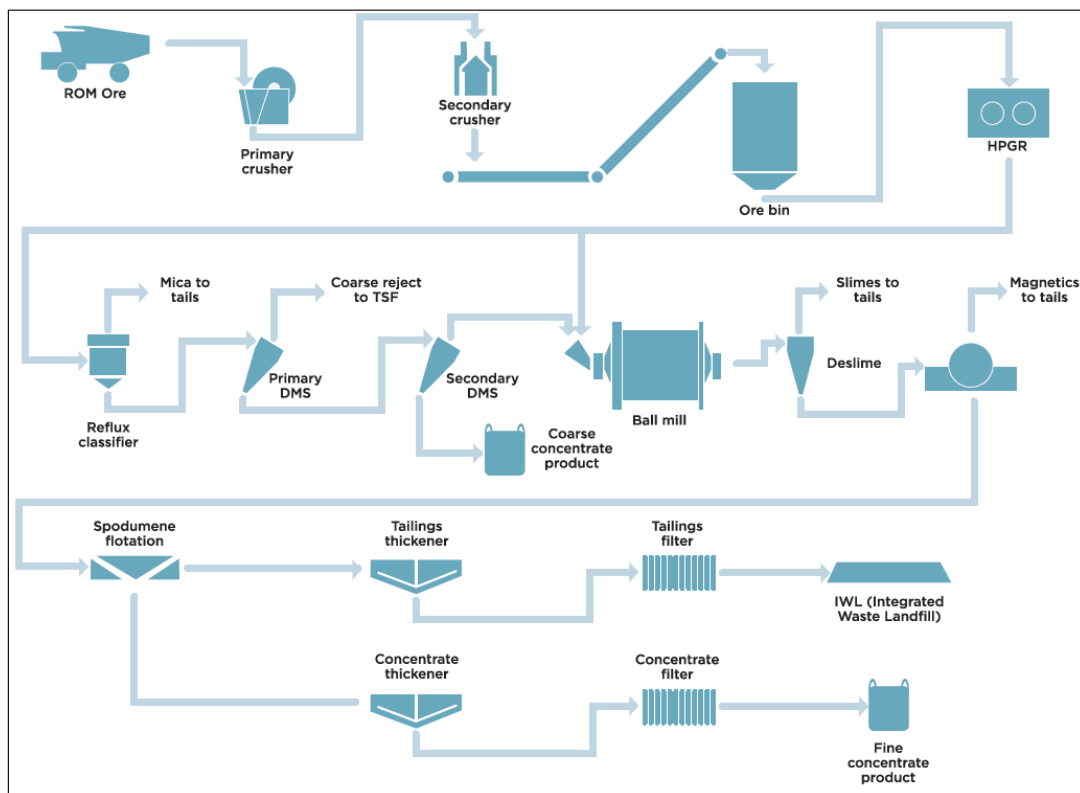 ROM Ore
Primary
crusher
Secondary
crusher
Ore bin
HPGR
Mica to
tails
Coarse reject
to TSF
Slimes to
tails
Magnetics
to tails
Reflux
classifier
Primary
DMS
Secondary
DMS
Coarse
concentrate
product
Ball mill
Deslime
Spodumene
flotation
Tailings
thickener
Tailings
filter
IWL (Integrated
Waste Landfill)
Concentrate
thickener
Concentrate
filter
Fine
concentrate
product